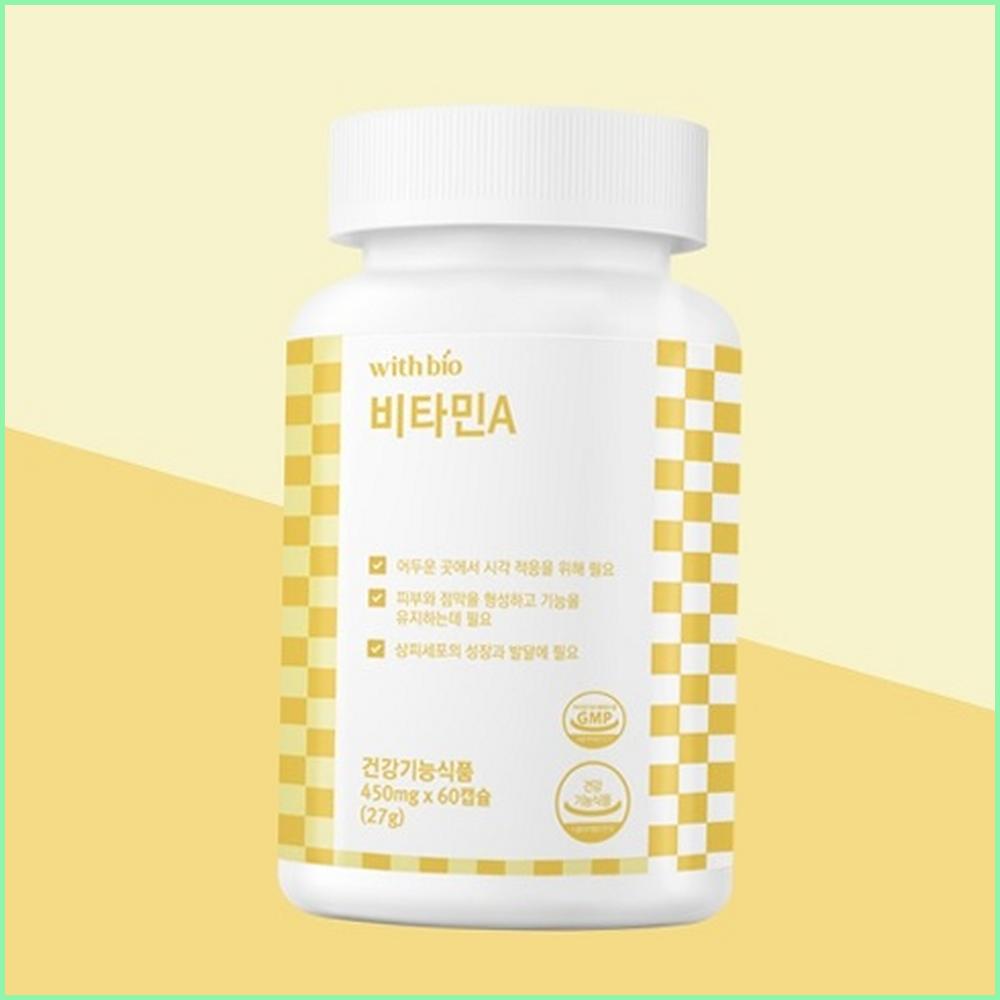 with bio
비타민A
어두운 곳에서 시각 적응을 위해 필요
피부와 점막을 형성하고 기능을
유지하는데 필요
상피세포의 성장과 발달에 필요
GMP
건강
기능식품
건강기능식품
450mg x 60캡슐
(27g)